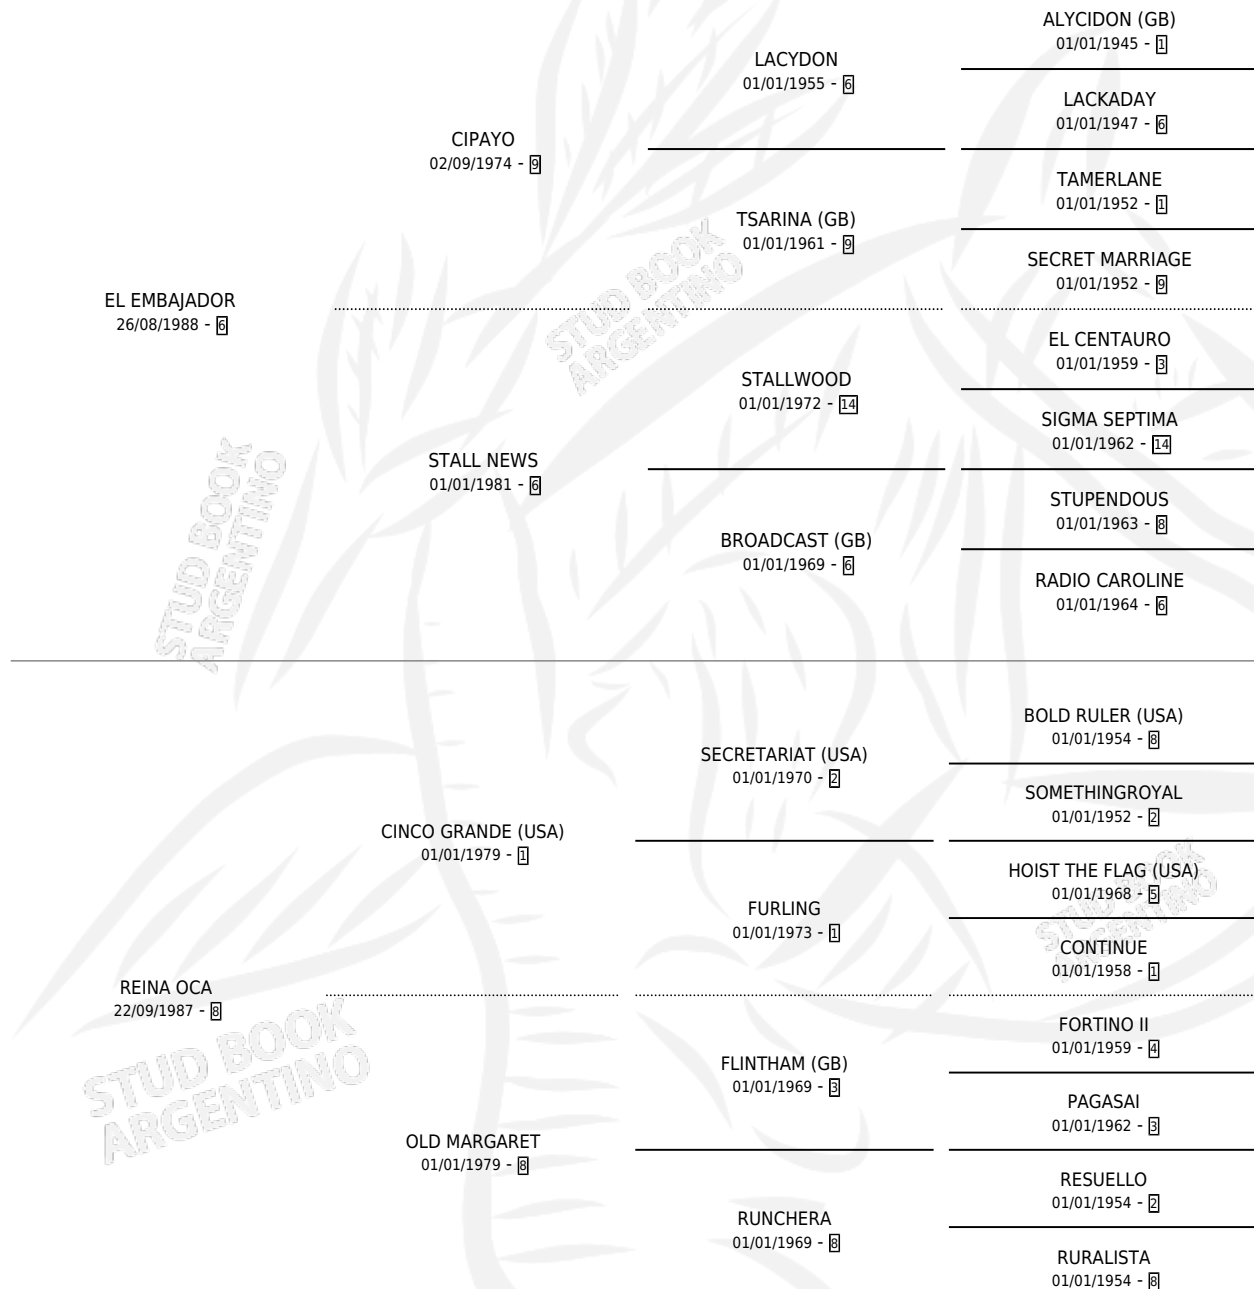 EL EMBAJADOR
26/08/1988 - 6
CIPAYO
02/09/1974 - 9
STALL NEWS
01/01/1981 - 6
LACYDON
01/01/1955 - 6
TSARINA (GB)
01/01/1961 - 9
STALLWOOD
01/01/1972 - 14
BROADCAST (GB)
01/01/1969 - 6
ALYCIDON (GB)
01/01/1945 - 1
LACKADAY
01/01/1947 - 6
TAMERLANE
01/01/1952 - 1
SECRET MARRIAGE
01/01/1952 - 9
EL CENTAURO
01/01/1959 - 3
SIGMA SEPTIMA
01/01/1962 - 14
STUPENDOUS
01/01/1963 - 8
RADIO CAROLINE
01/01/1964 - 6
REINA OCA
22/09/1987 - 8
CINCO GRANDE (USA)
01/01/1979 - 1
OLD MARGARET
01/01/1979 - 8
SECRETARIAT (USA)
01/01/1970 - 2
FURLING
01/01/1973 - 1
FLINTHAM (GB)
01/01/1969 - 3
RUNCHERA
01/01/1969 - 8
BOLD RULER (USA)
01/01/1954 - 8
SOMETHINGROYAL
01/01/1952 - 2
HOIST THE FLAG (USA)
01/01/1968 - 5
CONTINUE
01/01/1958 - 1
FORTINO II
01/01/1959 - 4
PAGASAI
01/01/1962 - 3
RESUELLO
01/01/1954 - 2
RURALISTA
01/01/1954 - 8
STUD BOOK
ARGENTINO
STUD BOOK
ARGENTINO
STUD BOOK
ARGENTINO
STUD BOOK
ARGENTINO